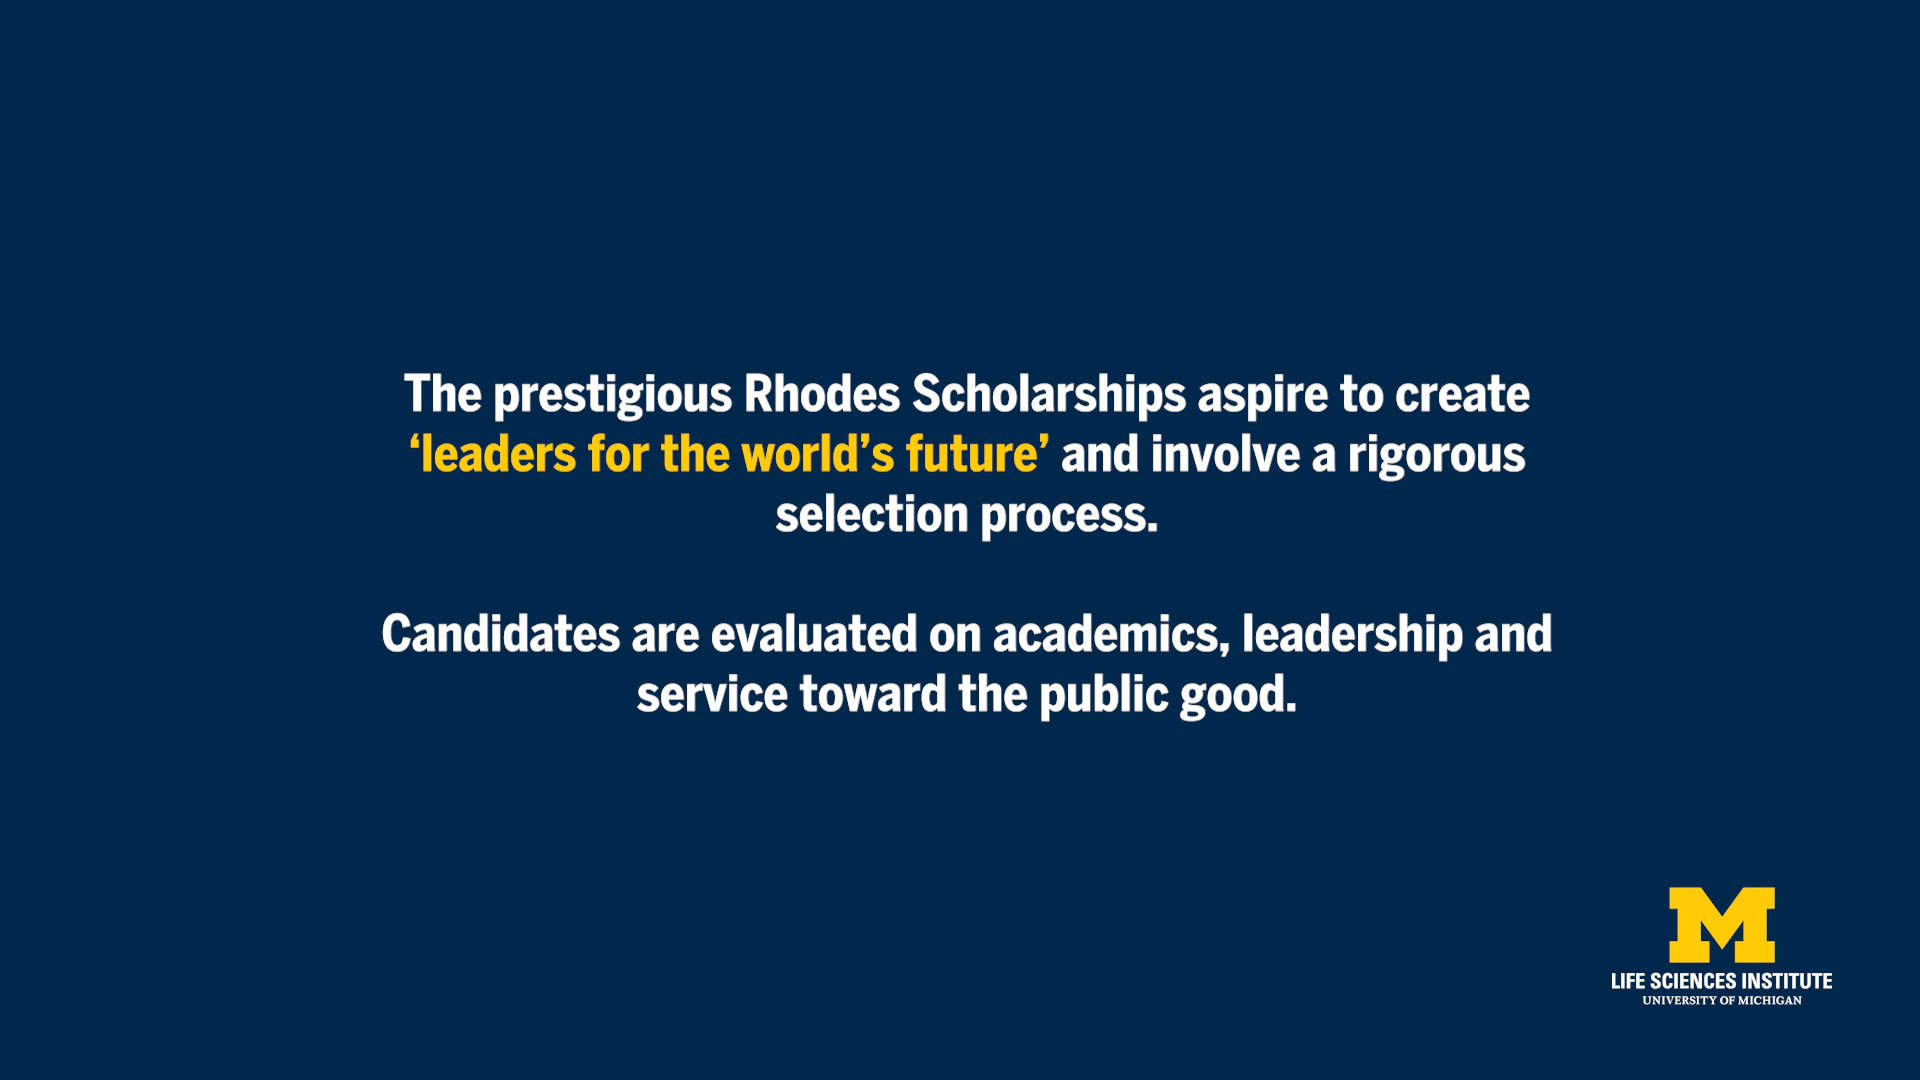 The prestigious Rhodes Scholarships aspire to create
‘leaders for the world’s future’ and involve a rigorous
selection process.
Candidates are evaluated on academics, leadership and
service toward the public good.
M
LIFE SCIENCES INSTITUTE
UNIVERSITY OF MICHIGAN